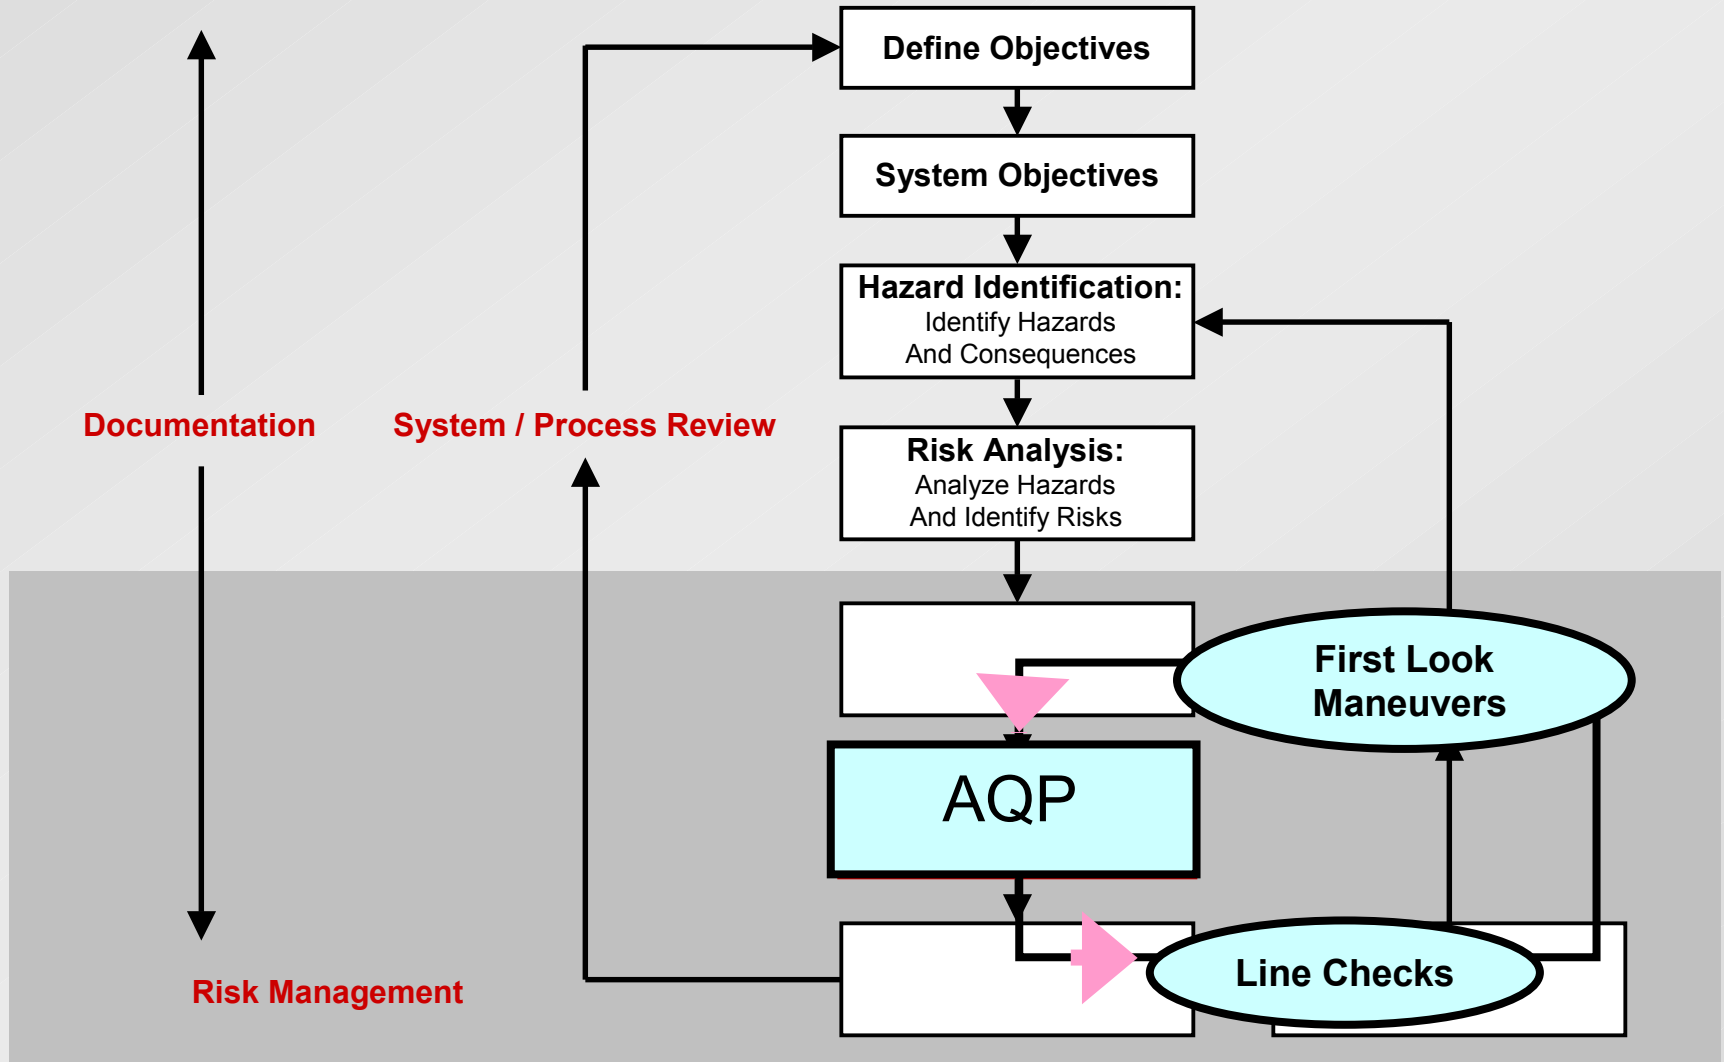 Define Objectives
System Objectives
Hazard Identification:
Identify Hazards
And Consequences
Documentation
System / Process Review
Risk Analysis:
Analyze Hazards
And Identify Risks
First Look
Maneuvers
AQP
Line Checks
Risk Management